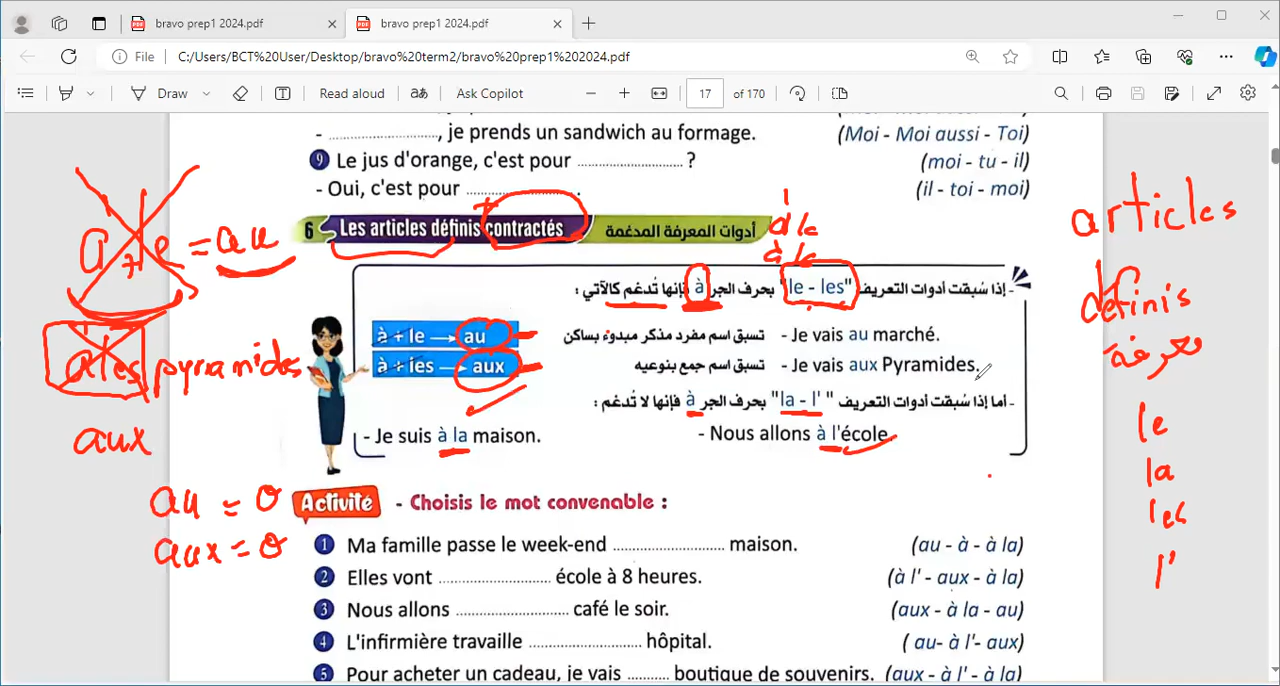 bravo prep1 2024.pdf
bravo prep1 2024.pdf
File
C:/Users/BCT%20User/Desktop/bravo%20term2/bravo%20prep1%202024.pdf
Draw
Read aloud
aあ
Ask Copilot
17
of 170
- ...................., je prends un sandwich au formage. (Moi - Moi aussi - Toi)
9 Le jus d'orange, c'est pour ...................... ? (moi - tu - il)
- Oui, c'est pour ....................... (il - toi - moi)
6 Les articles définis contractés أدوات المعرفة المدغمة
- إذا سُبقت أدوات التعريف "le - les" بحرف الجر à فإنها تُدغم كالآتي :
à + le → au تسبق اسم مفرد مذكر مبدوء بساكن - Je vais au marché.
à + les → aux تسبق اسم جمع بنوعيه - Je vais aux Pyramides.
- أما إذا سُبقت أدوات التعريف "la - l' " بحرف الجر à فإنها لا تُدغم :
- Je suis à la maison. - Nous allons à l'école.
Activité - Choisis le mot convenable :
1 Ma famille passe le week-end ........................ maison. (au - à - à la)
2 Elles vont ........................ école à 8 heures. (à l' - aux - à la)
3 Nous allons ........................ café le soir. (aux - à la - au)
4 L'infirmière travaille ........................ hôpital. ( au- à l'- aux)
5 Pour acheter un cadeau, je vais .......... boutique de souvenirs. (aux - à l' - à la)
a + le = au
a les pyramides
aux
au = o
aux = o
à la
à le
articles
définis
معرفة
le
la
les
l'